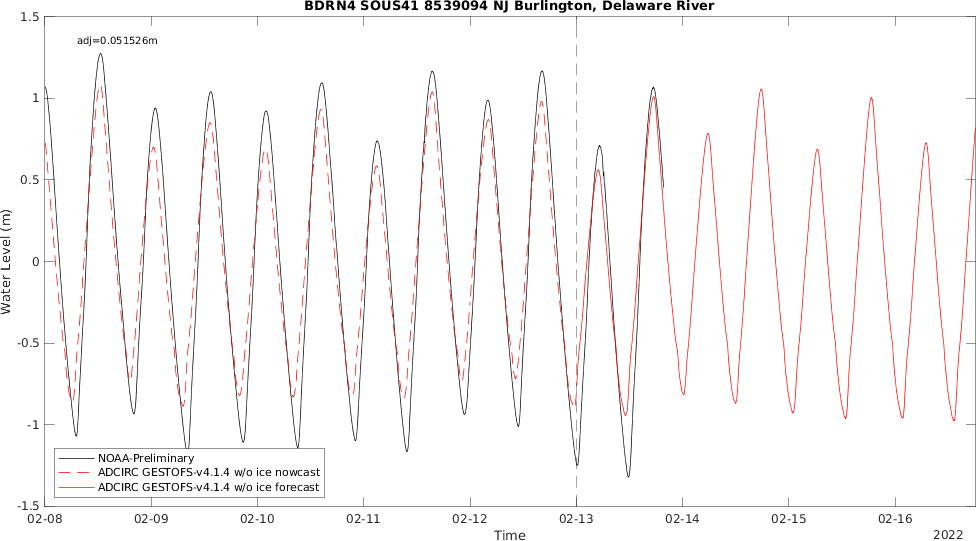 BDRN4 SOUS41 8539094 NJ Burlington, Delaware River
adj=0.051526m
1.5
1
0.5
0
-0.5
-1
-1.5
Water Level (m)
NOAA-Preliminary
ADCIRC GESTOFS-v4.1.4 w/o ice nowcast
ADCIRC GESTOFS-v4.1.4 w/o ice forecast
02-08 02-09 02-10 02-11 02-12 02-13 02-14 02-15 02-16
Time
2022